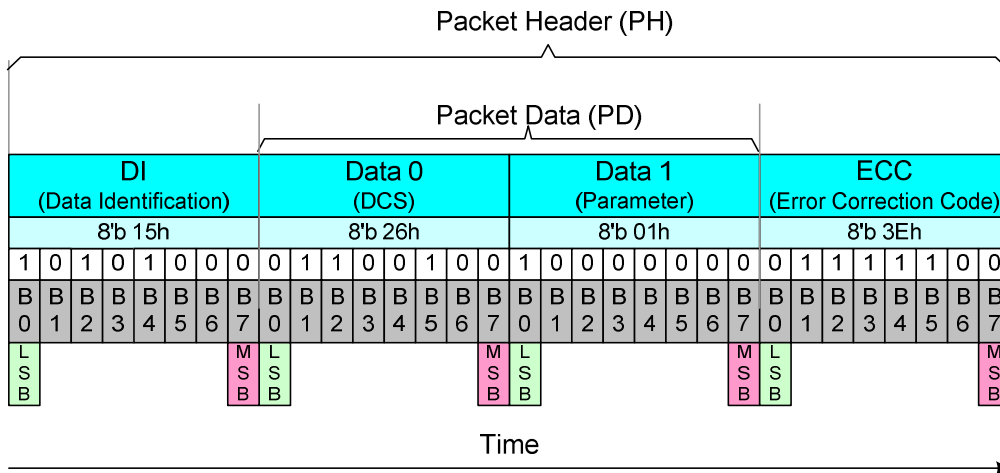 Packet Header (PH)
Packet Data (PD)
DI Data 0 Data 1 ECC
(Data Identification) (DCS) (Parameter) (Error Correction Code)
8'b 15h 8'b 26h 8'b 01h 8'b 3Eh
1 0 1 0 1 0 0 0 0 1 1 0 0 1 0 0 1 0 0 0 0 0 0 0 0 1 1 1 1 1 0 0
B B B B B B B B B B B B B B B B B B B B B B B B B B B B B B B B
0 1 2 3 4 5 6 7 0 1 2 3 4 5 6 7 0 1 2 3 4 5 6 7 0 1 2 3 4 5 6 7
L M L M L M L M
S S S S S S S S
B B B B B B B B
Time